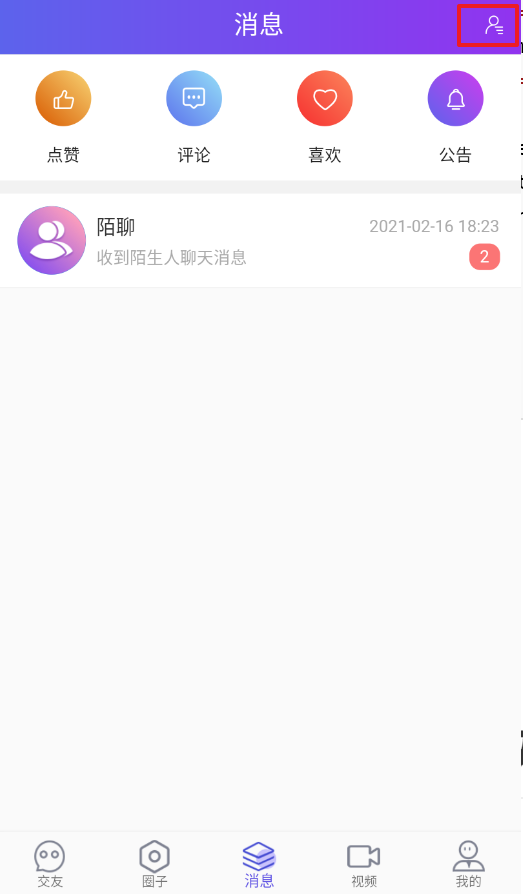 消息
点赞 评论 喜欢 公告
陌聊 2021-02-16 18:23
收到陌生人聊天消息 2
交友 圈子 消息 视频 我的